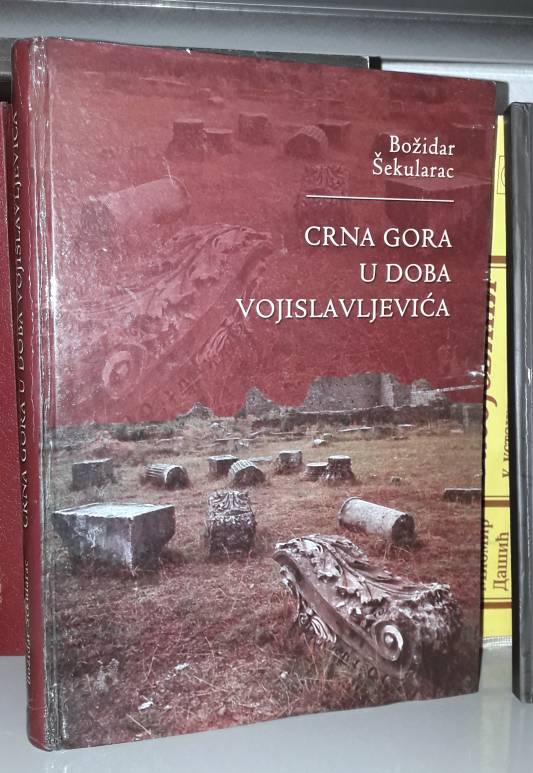 Božidar
Šekularac
CRNA GORA
U DOBA
VOJISLAVLJEVIĆA
Božidar Šekularac CRNA GORA U DOBA VOJISLAVLJEVIĆA
Дашић